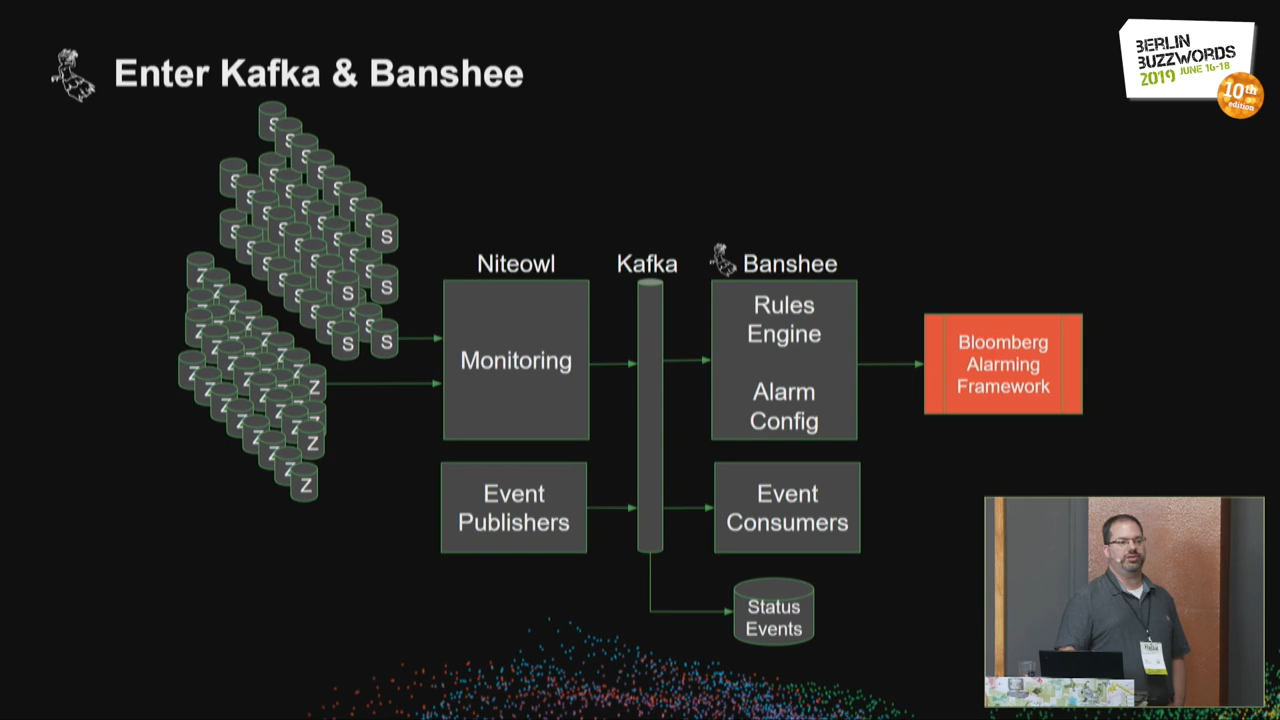 Enter Kafka & Banshee
BERLIN
BUZZWORDS
2019 JUNE 16-18
10th
edition
S S S S S S S S
S S S S S S S S
S S S S S S S S
S S S S S S S S
Z Z Z Z Z Z Z Z
Z Z Z Z Z Z Z Z
Z Z Z Z Z Z Z Z
Niteowl
Kafka
Banshee
Monitoring
Rules
Engine
Alarm
Config
Bloomberg
Alarming
Framework
Event
Publishers
Event
Consumers
Status
Events